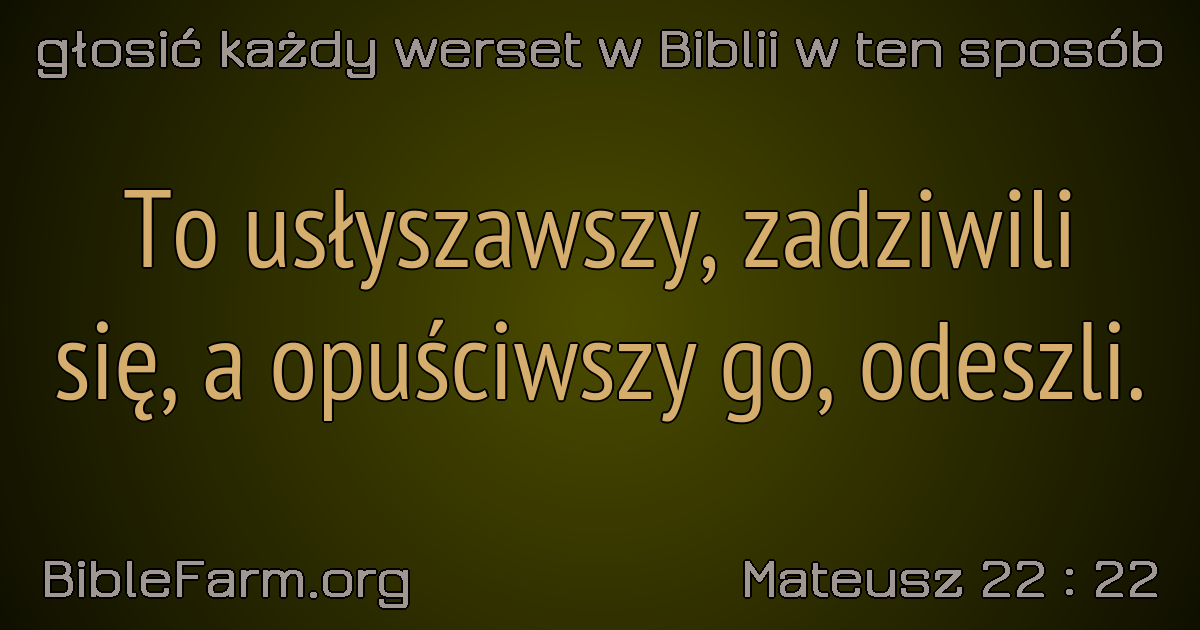 głosić każdy werset w Biblii w ten sposób
To usłyszawszy, zadziwili
się, a opuściwszy go, odeszli.
BibleFarm.org
Mateusz 22 : 22